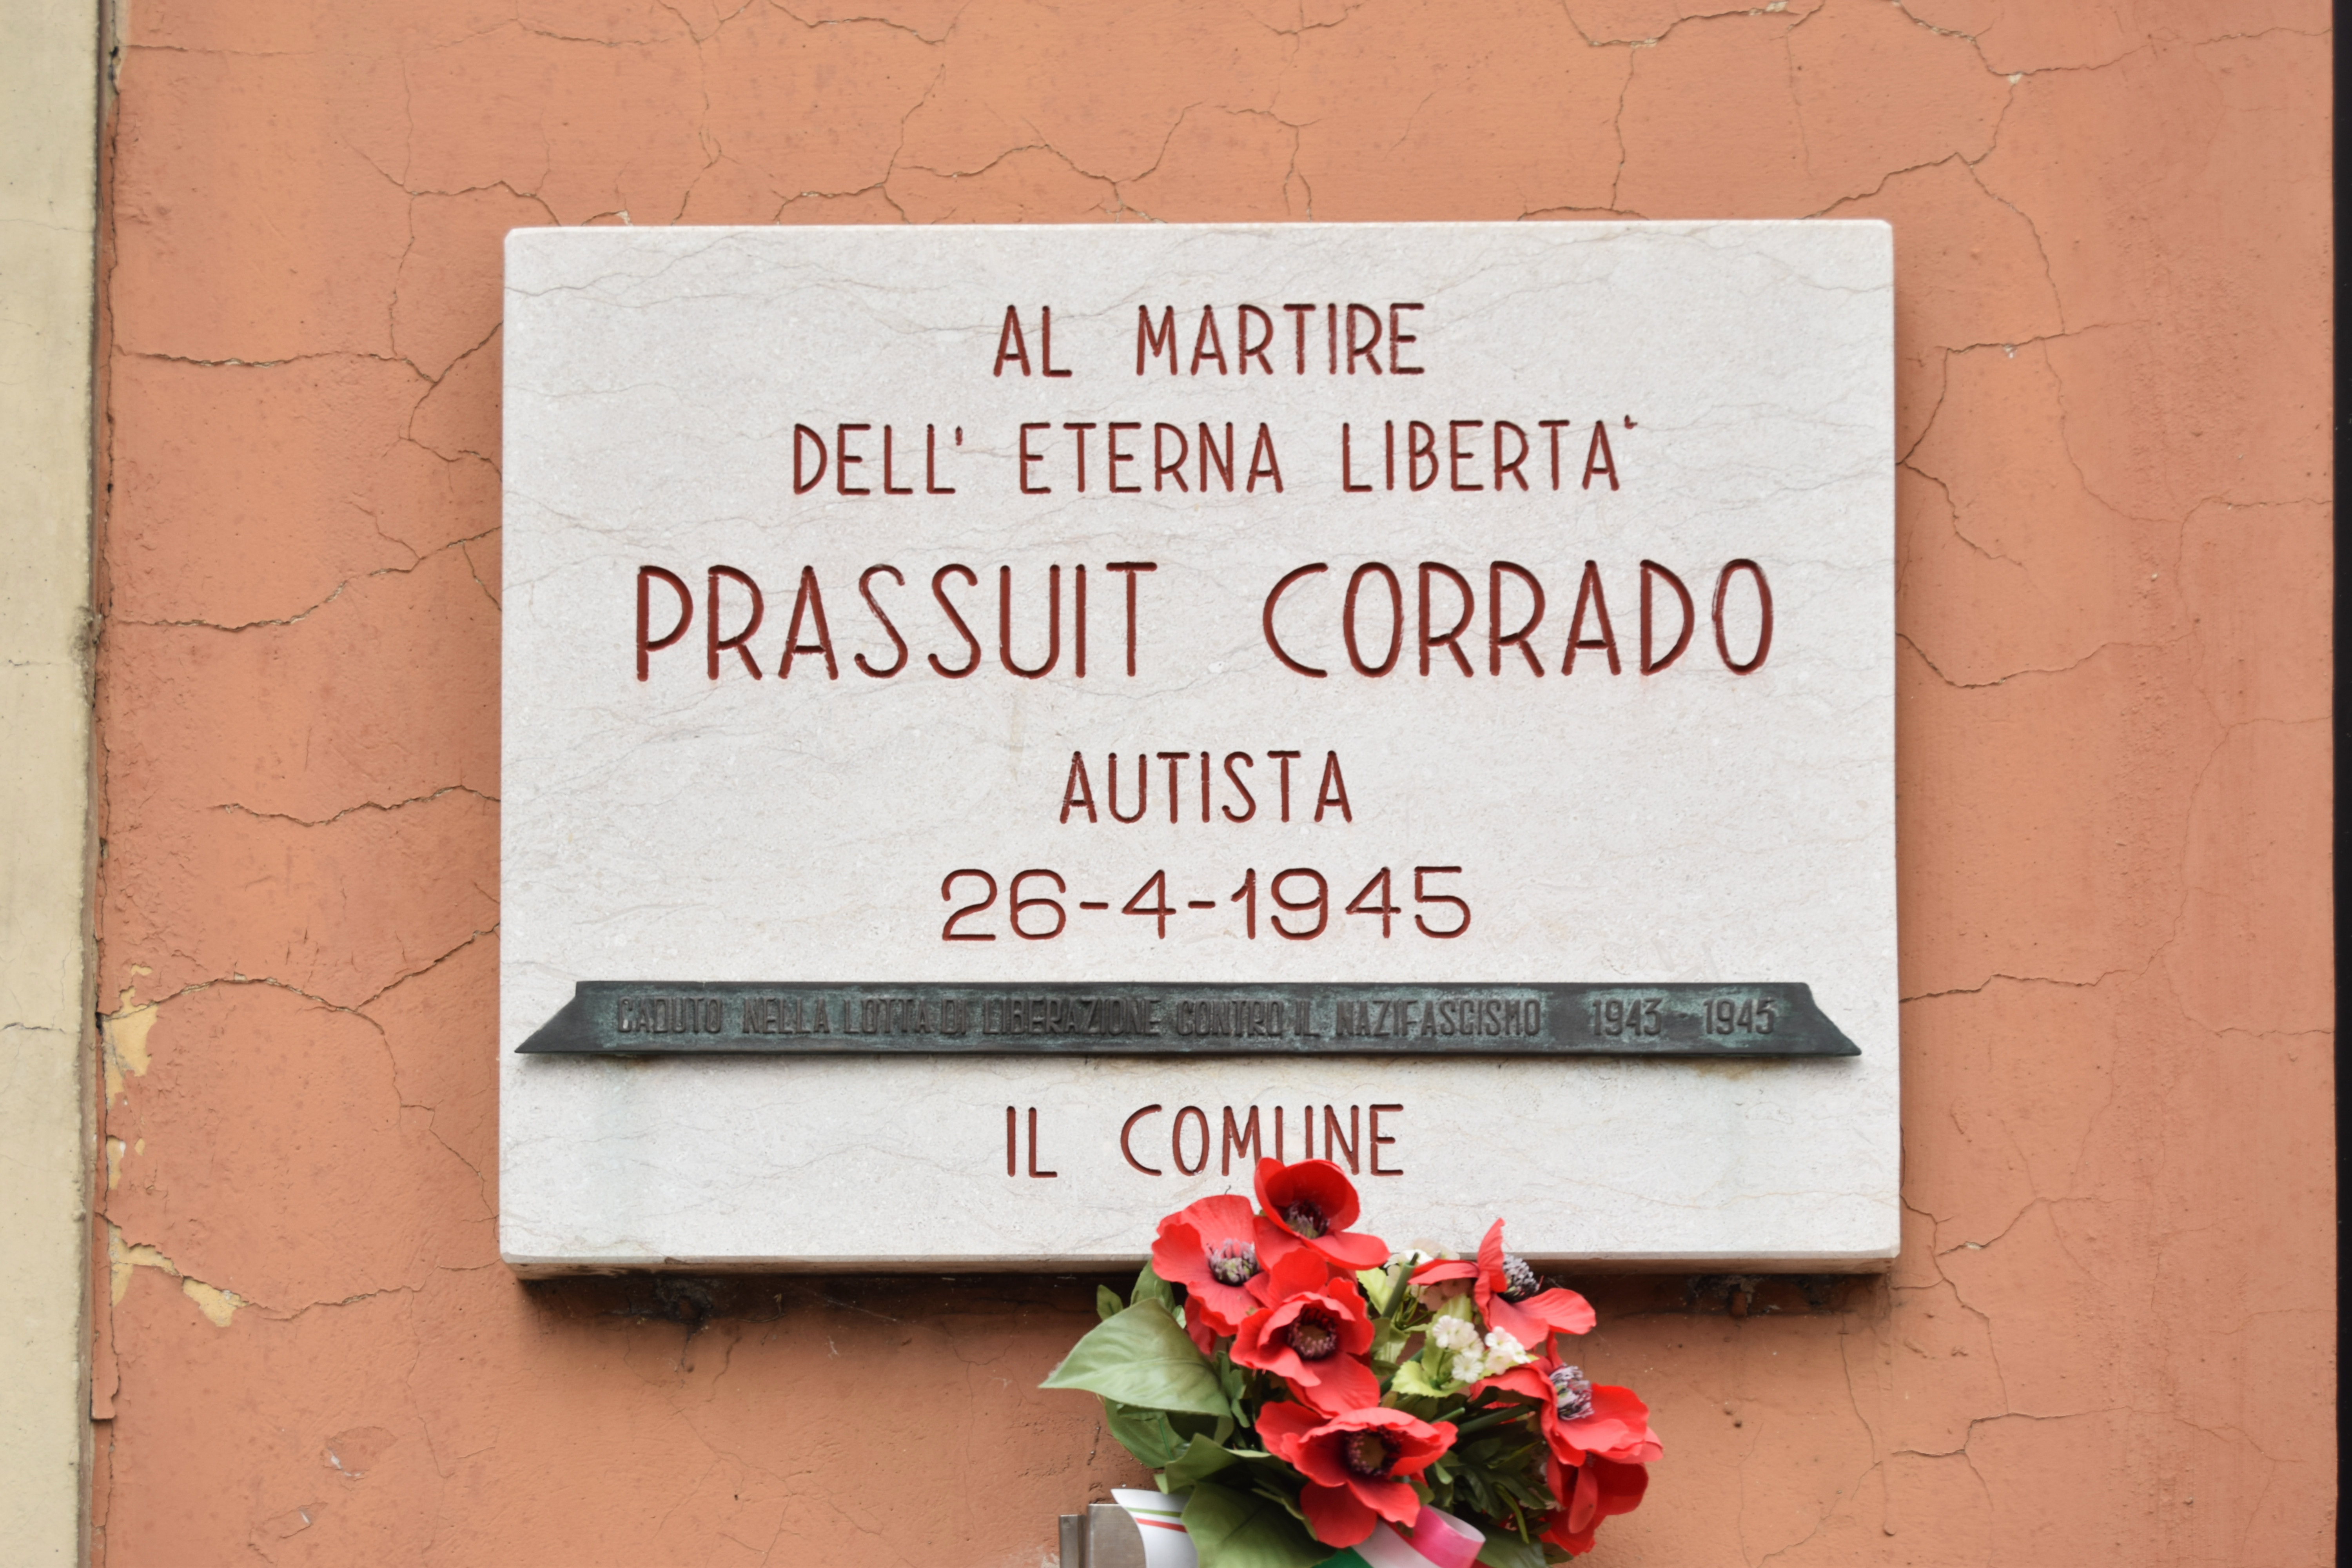 AL MARTIRE
DELL' ETERNA LIBERTA'
PRASSUIT CORRADO
AUTISTA
26-4-1945
CADUTO NELLA LOTTA DI LIBERAZIONE CONTRO IL NAZIFASCISMO 1943 - 1945
IL COMUNE